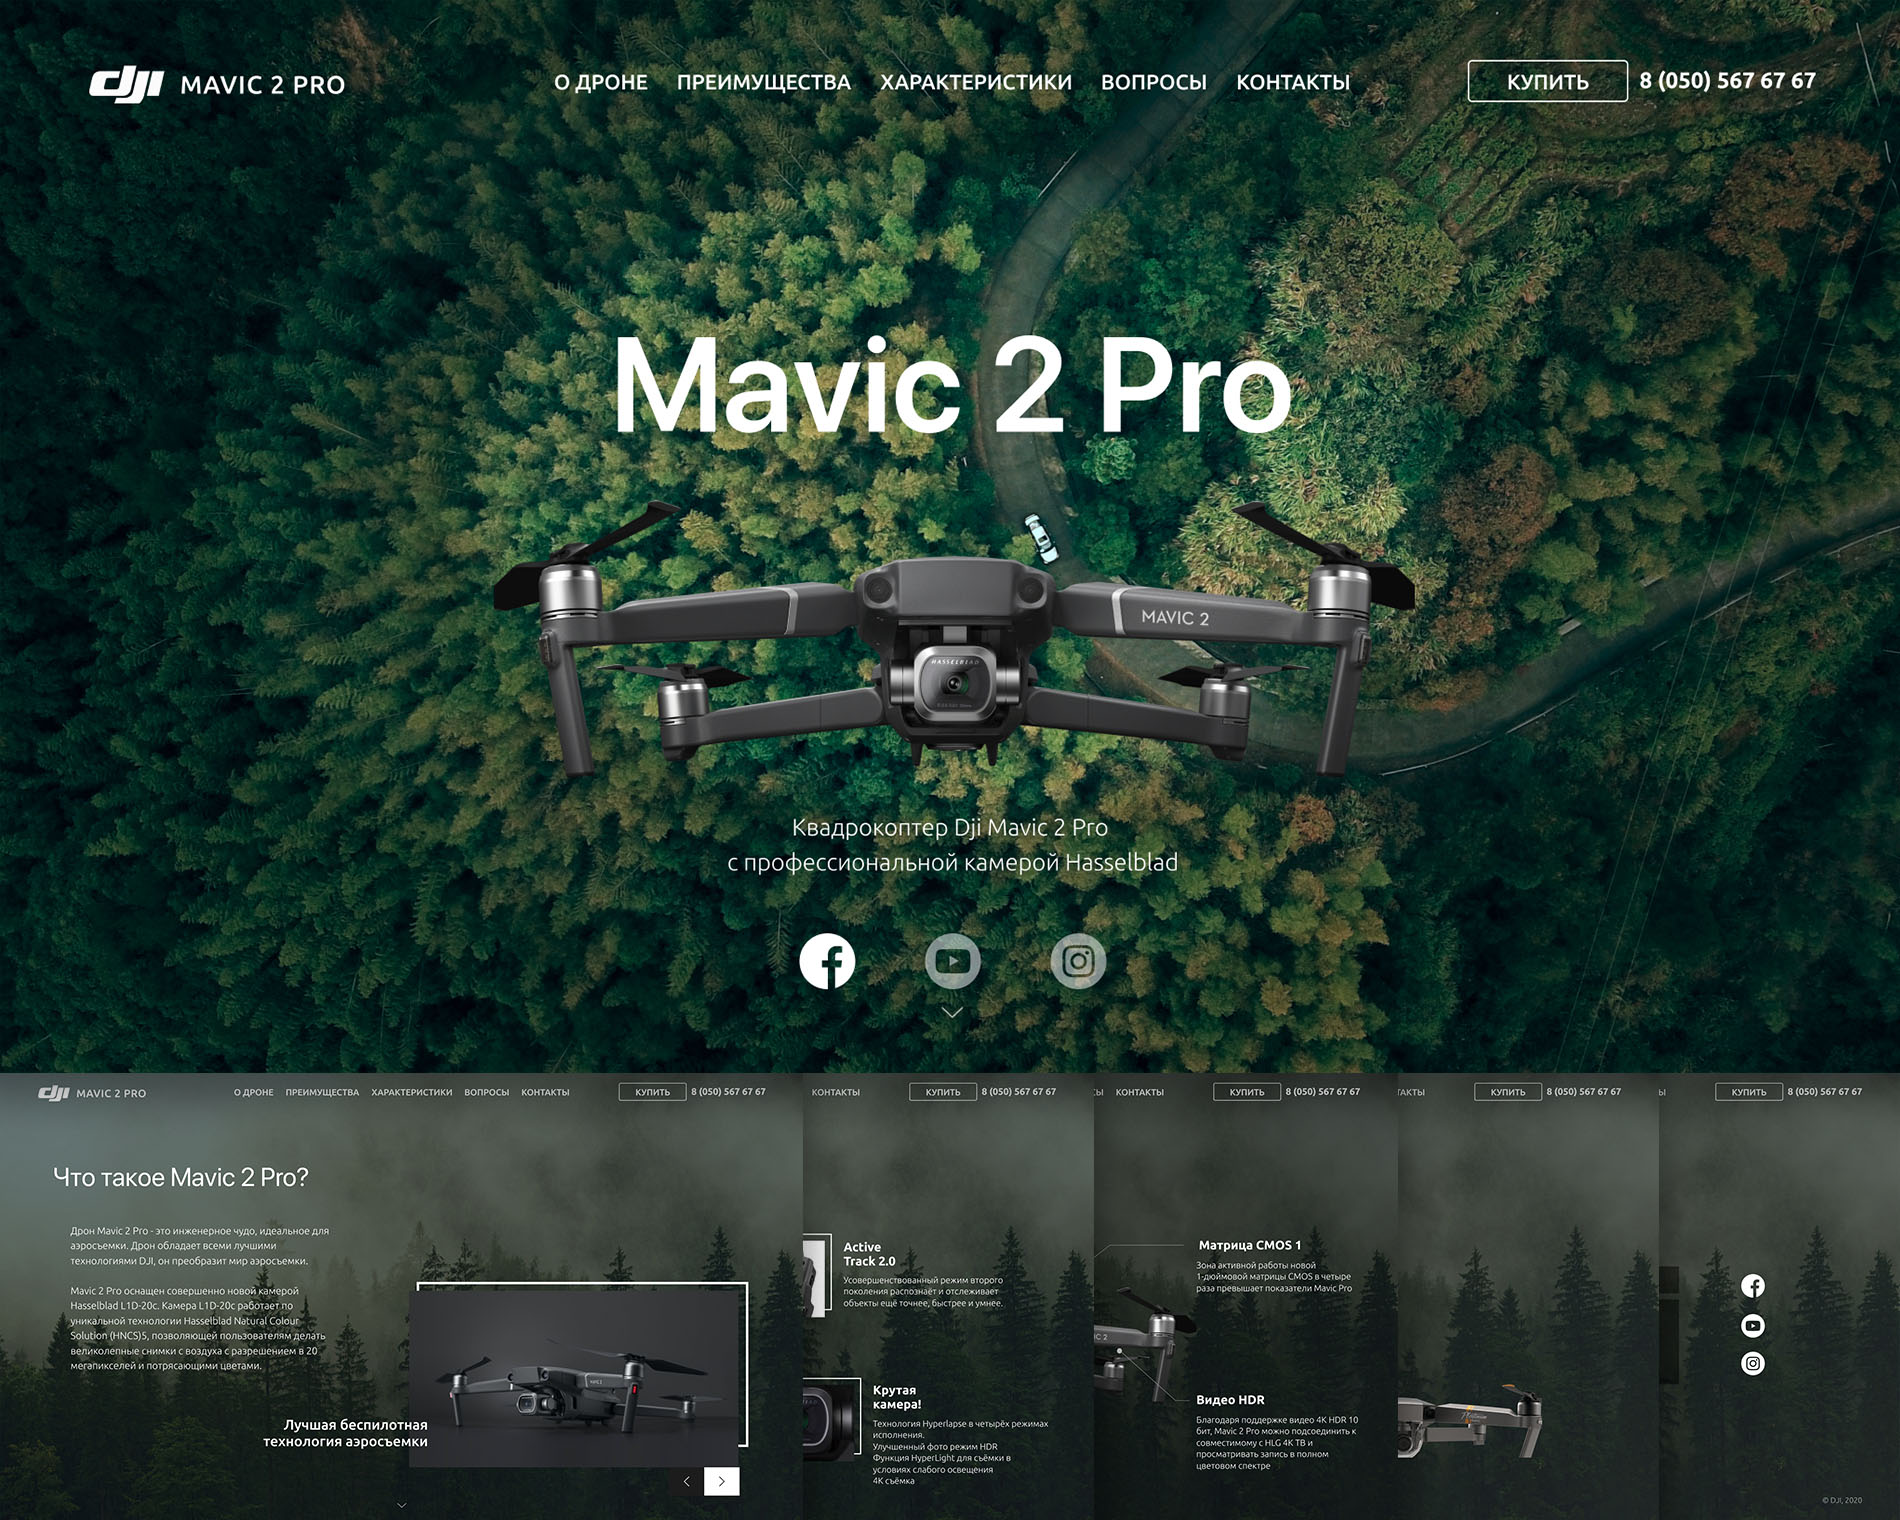 dji MAVIC 2 PRO
О ДРОНЕ ПРЕИМУЩЕСТВА ХАРАКТЕРИСТИКИ ВОПРОСЫ КОНТАКТЫ
КУПИТЬ 8 (050) 567 67 67
Mavic 2 Pro
MAVIC 2
HASSELBLAD
Квадрокоптер Dji Mavic 2 Pro
с профессиональной камерой Hasselblad
dji MAVIC 2 PRO
О ДРОНЕ ПРЕИМУЩЕСТВА ХАРАКТЕРИСТИКИ ВОПРОСЫ КОНТАКТЫ
КУПИТЬ 8 (050) 567 67 67
Что такое Mavic 2 Pro?
Дрон Mavic 2 Pro - это инженерное чудо, идеальное для
аэросъемки. Дрон обладает всеми лучшими
технологиями DJI, он преобразит мир аэросъемки.
Mavic 2 Pro оснащен совершенно новой камерой
Hasselblad L1D-20c. Камера L1D-20c работает по
уникальной технологии Hasselblad Natural Colour
Solution (HNCS)5, позволяющей пользователям делать
великолепные снимки с воздуха с разрешением в 20
мегапикселей и потрясающими цветами.
Лучшая беспилотная
технология аэросъемки
КОНТАКТЫ КУПИТЬ 8 (050) 567 67 67
Active
Track 2.0
Усовершенствованный режим второго
поколения распознаёт и отслеживает
объекты ещё точнее, быстрее и умнее.
Крутая
камера!
Технология Hyperlapse в четырёх режимах
исполнения.
Улучшенный фото режим HDR
Функция HyperLight для съёмки в
условиях слабого освещения
4K съёмка
СЫ КОНТАКТЫ КУПИТЬ 8 (050) 567 67 67
Матрица CMOS 1
Зона активной работы новой
1-дюймовой матрицы CMOS в четыре
раза превышает показатели Mavic Pro
IC 2
Видео HDR
Благодаря поддержке видео 4K HDR 10
бит, Mavic 2 Pro можно подсоединить к
совместимому с HLG 4K ТВ и
просматривать запись в полном
цветовом спектре
ТАКТЫ КУПИТЬ 8 (050) 567 67 67
Ы КУПИТЬ 8 (050) 567 67 67
© DJI, 2020